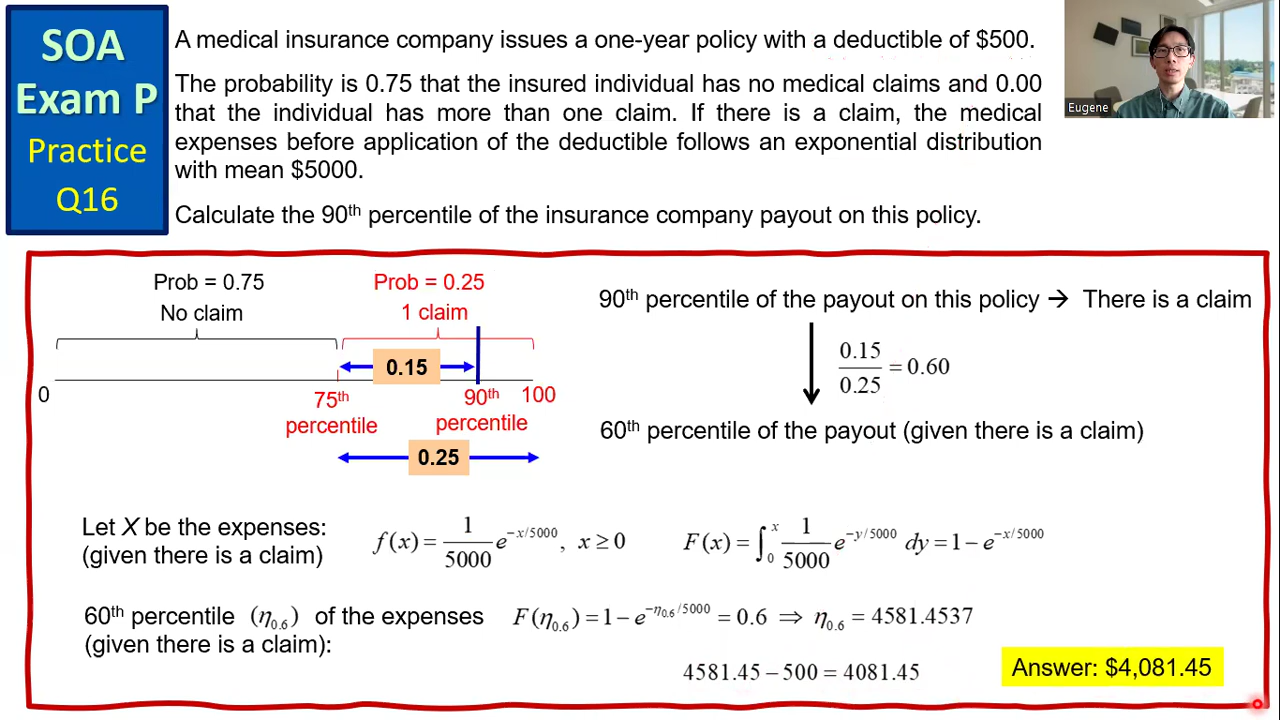 SOA
Exam P
Practice
Q16
A medical insurance company issues a one-year policy with a deductible of $500.
The probability is 0.75 that the insured individual has no medical claims and 0.00
that the individual has more than one claim. If there is a claim, the medical
expenses before application of the deductible follows an exponential distribution
with mean $5000.
Calculate the 90th percentile of the insurance company payout on this policy.
Eugene
Prob = 0.75
No claim
Prob = 0.25
1 claim
0.15
0
75th
percentile
90th
percentile
100
0.25
90th percentile of the payout on this policy → There is a claim
0.15
0.25
= 0.60
60th percentile of the payout (given there is a claim)
Let X be the expenses:
(given there is a claim)
f(x) = 1/5000 e^{-x/5000}, x ≥ 0
F(x) = ∫_0^x 1/5000 e^{-y/5000} dy = 1 − e^{-x/5000}
60th percentile (η_{0.6}) of the expenses
(given there is a claim):
F(η_{0.6}) = 1 − e^{-η_{0.6}/5000} = 0.6 ⇒ η_{0.6} = 4581.4537
4581.45 − 500 = 4081.45
Answer: $4,081.45